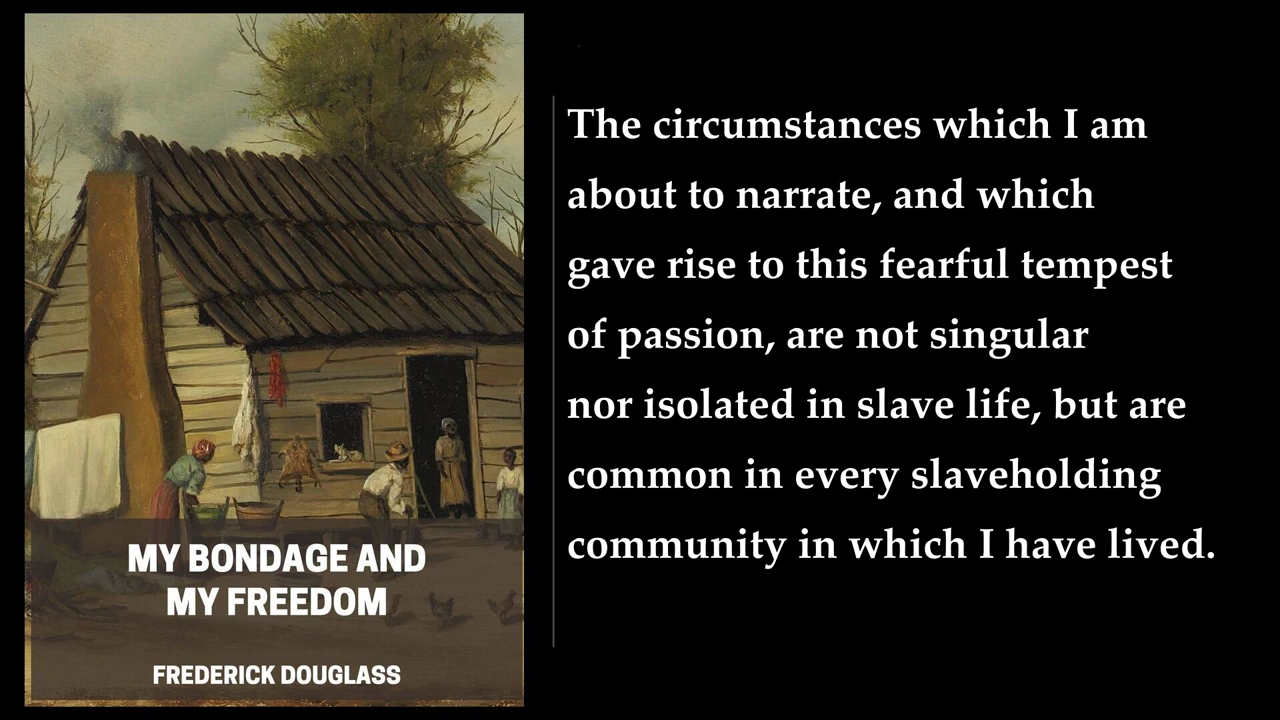 MY BONDAGE AND
MY FREEDOM
FREDERICK DOUGLASS
The circumstances which I am
about to narrate, and which
gave rise to this fearful tempest
of passion, are not singular
nor isolated in slave life, but are
common in every slaveholding
community in which I have lived.